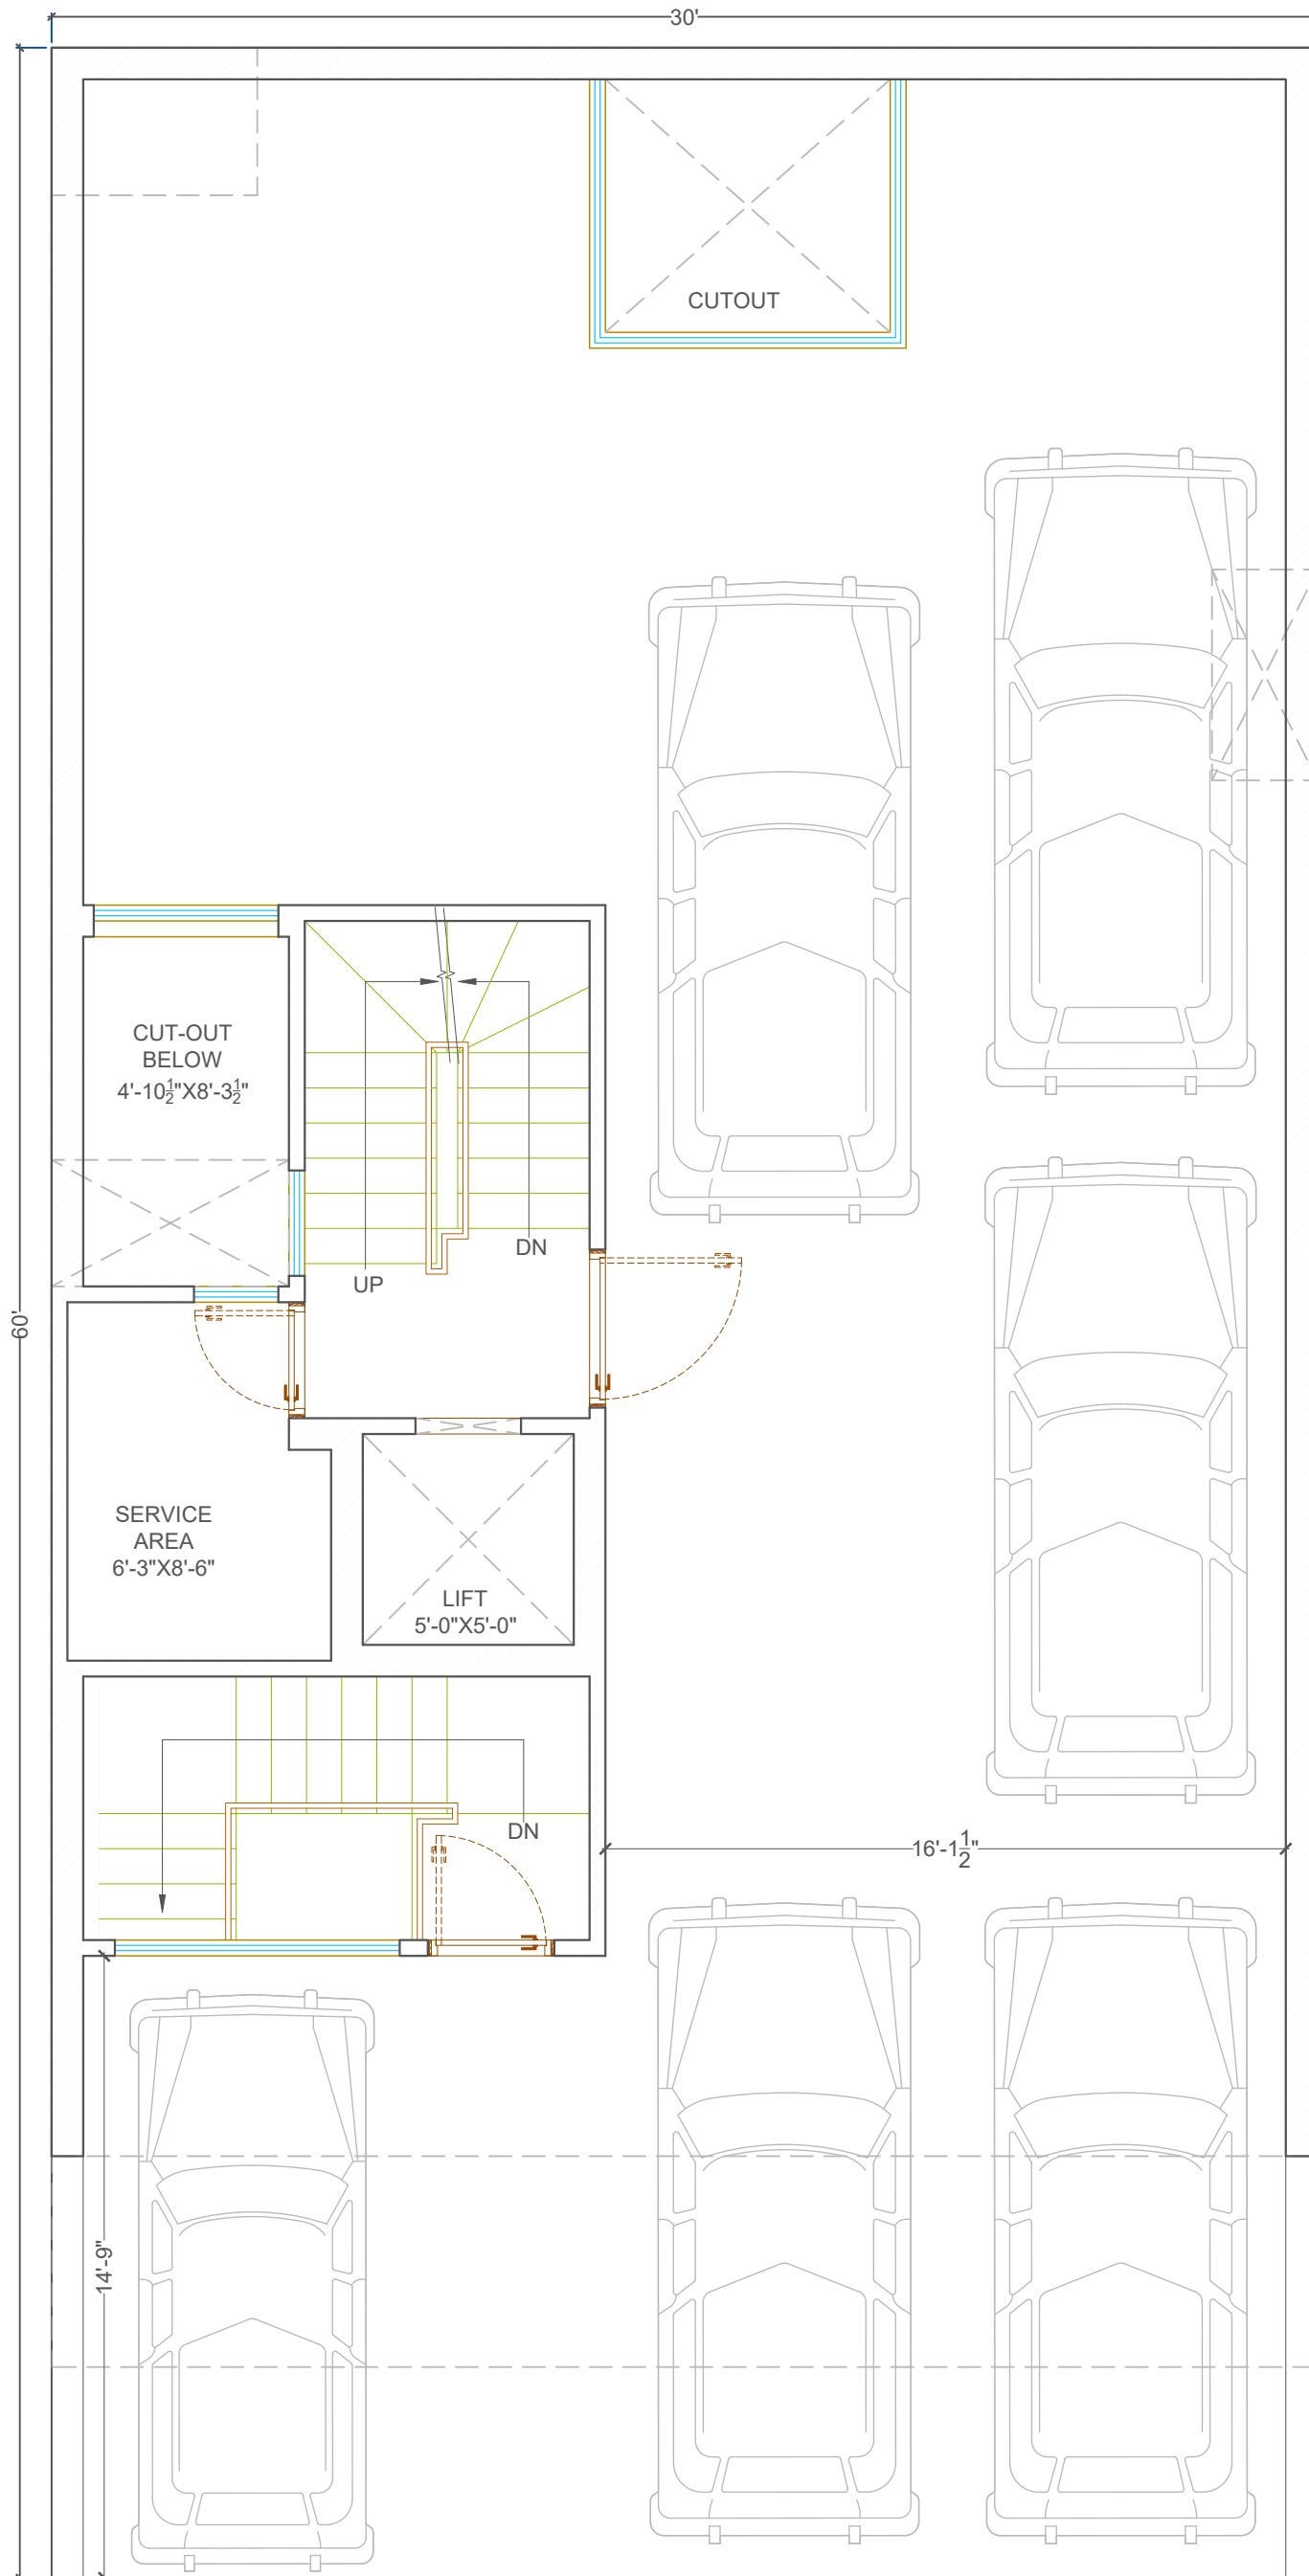 30'
CUTOUT
CUT-OUT
BELOW
4'-10½"X8'-3½"
DN
UP
60'
SERVICE
AREA
6'-3"X8'-6"
LIFT
5'-0"X5'-0"
DN
16'-1½"
14'-9"